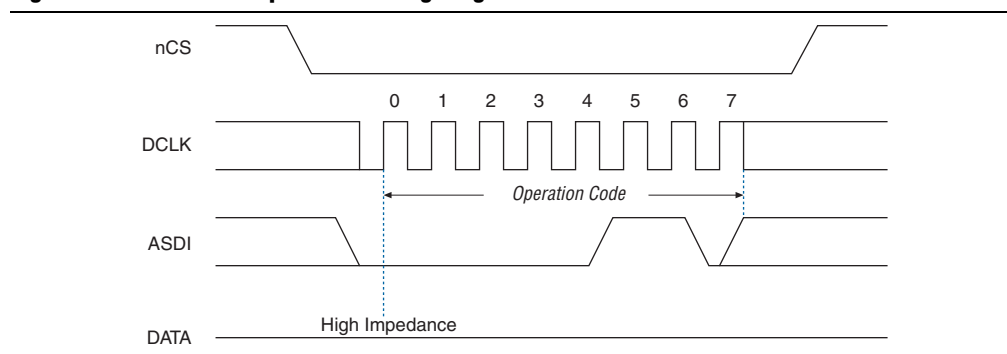 nCS
0 1 2 3 4 5 6 7
DCLK
Operation Code
ASDI
High Impedance
DATA